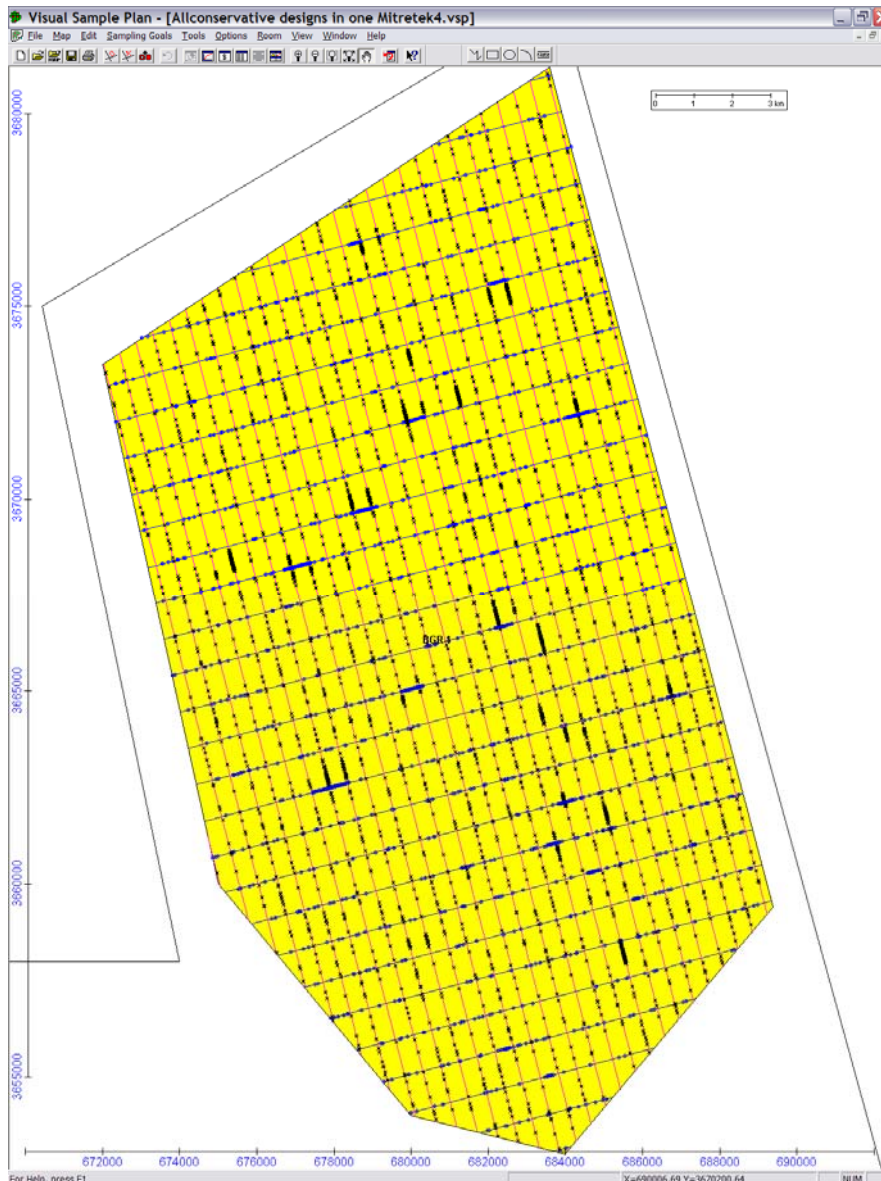 Visual Sample Plan - [Allconservative designs in one Mitretek4.vsp]
File Map Edit Sampling Goals Tools Options Room View Window Help
0 1 2 3 km
3680000
3675000
3670000
3665000
3660000
3655000
672000 674000 676000 678000 680000 682000 684000 686000 688000 690000
For Help, press F1 X=690006.69 Y=3670200.64 NUM